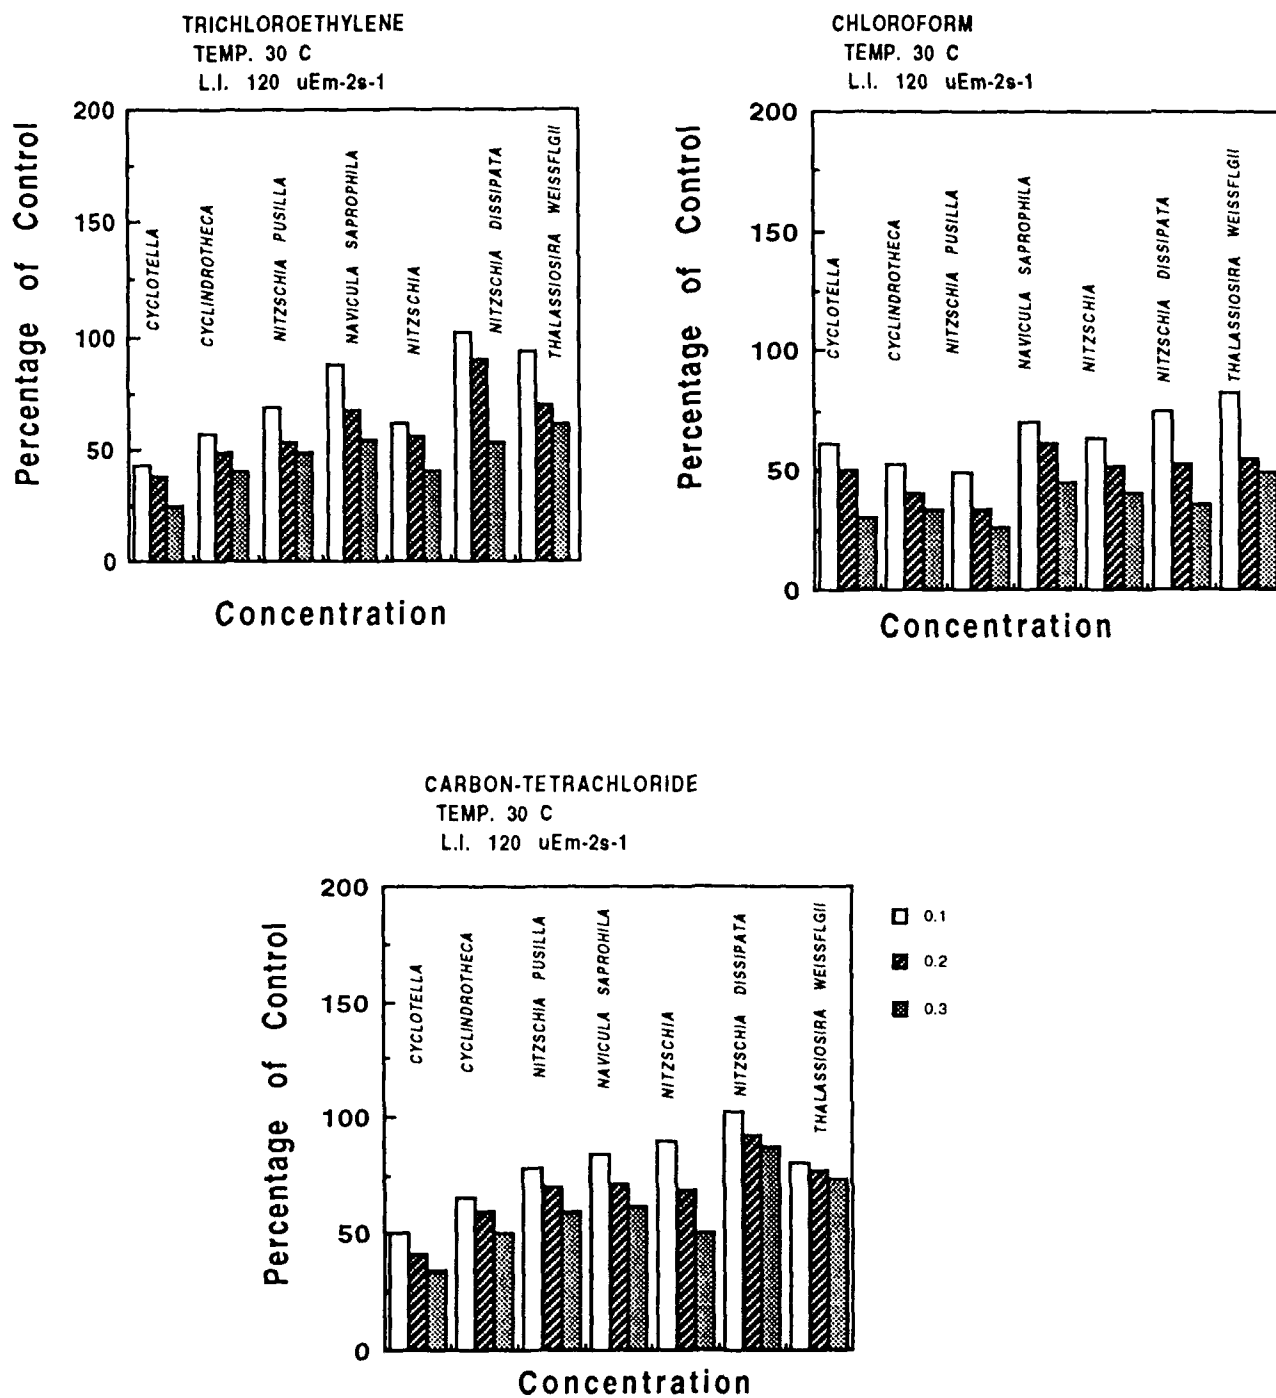 TRICHLOROETHYLENE
TEMP. 30 C
L.I. 120 uEm-2s-1
Percentage of Control
200
150
100
50
0
CYCLOTELLA
CYCLINDROTHECA
NITZSCHIA PUSILLA
NAVICULA SAPROPHILA
NITZSCHIA
NITZSCHIA DISSIPATA
THALASSIOSIRA WEISSFLGII
Concentration
CHLOROFORM
TEMP. 30 C
L.I. 120 uEm-2s-1
Percentage of Control
200
150
100
50
0
CYCLOTELLA
CYCLINDROTHECA
NITZSCHIA PUSILLA
NAVICULA SAPROPHILA
NITZSCHIA
NITZSCHIA DISSIPATA
THALASSIOSIRA WEISSFLGII
Concentration
CARBON-TETRACHLORIDE
TEMP. 30 C
L.I. 120 uEm-2s-1
Percentage of Control
200
150
100
50
0
CYCLOTELLA
CYCLINDROTHECA
NITZSCHIA PUSILLA
NAVICULA SAPROHILA
NITZSCHIA
NITZSCHIA DISSIPATA
THALASSIOSIRA WEISSFLGII
0.1
0.2
0.3
Concentration